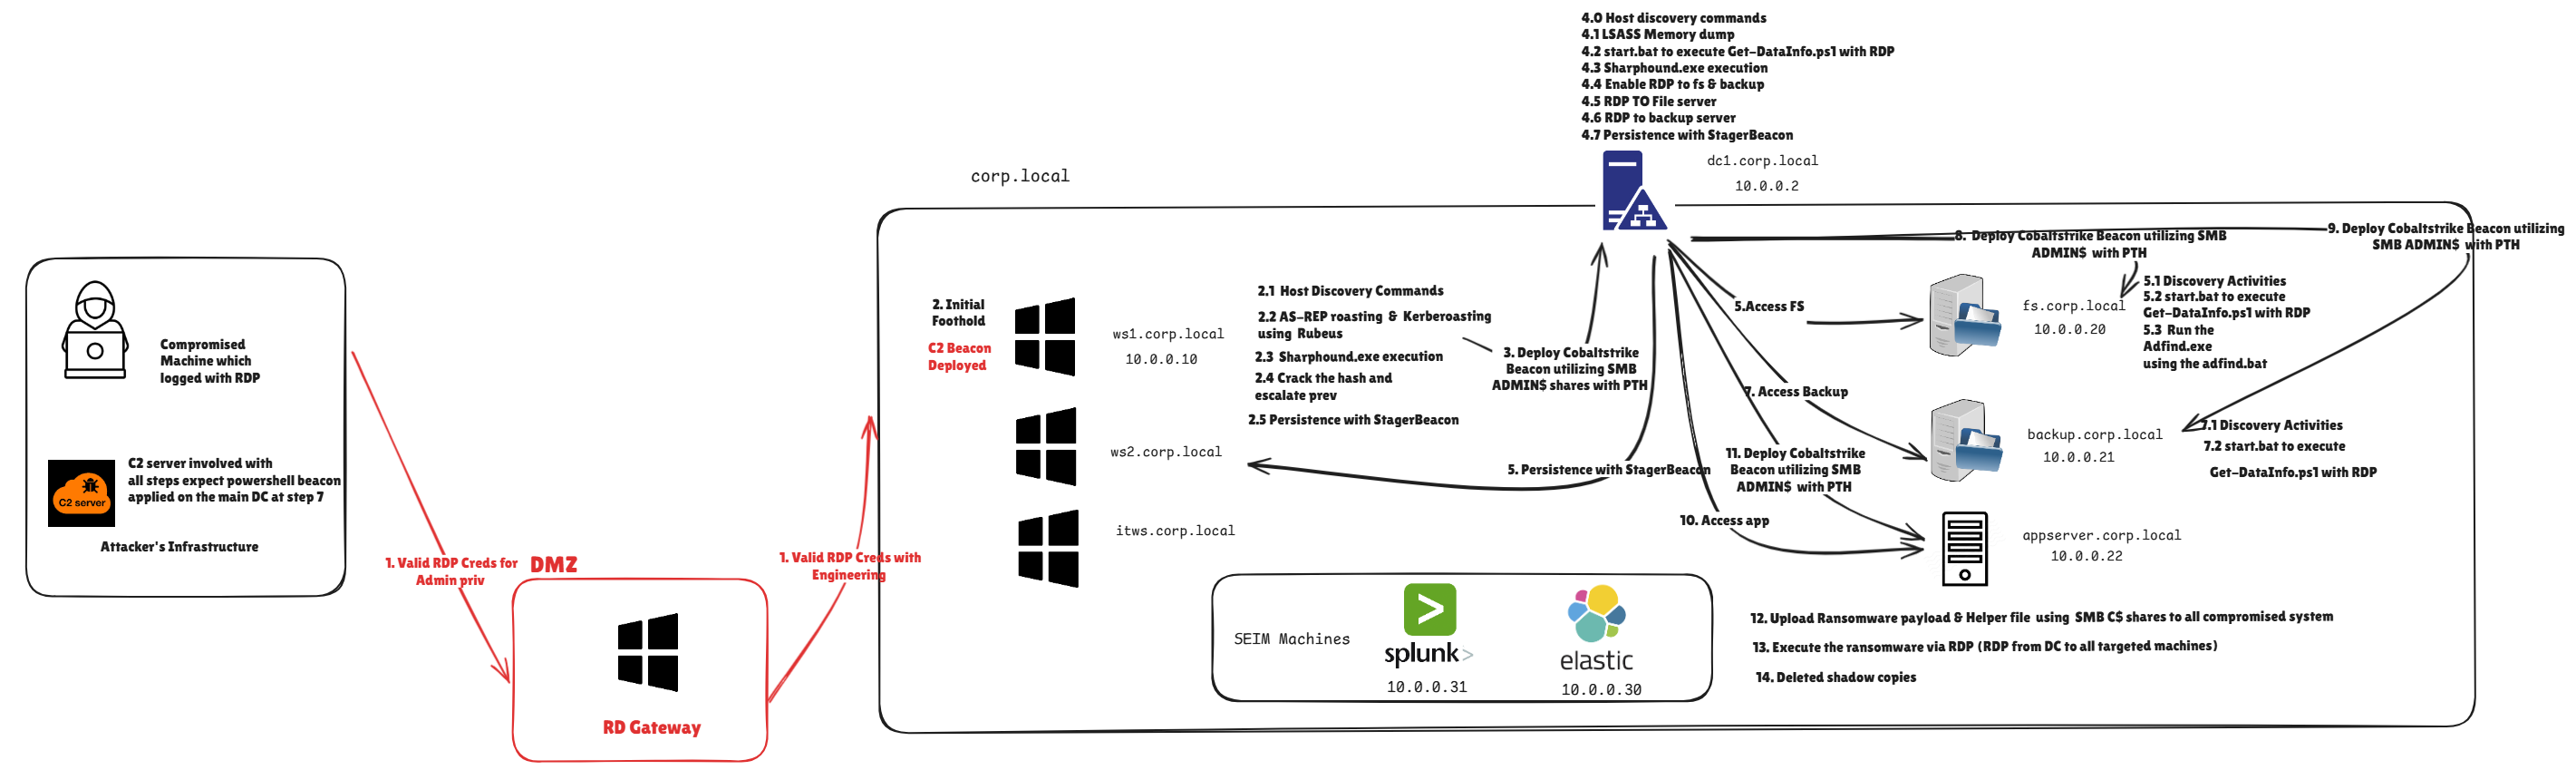 4.0 Host discovery commands
4.1 LSASS Memory dump
4.2 start.bat to execute Get-DataInfo.ps1 with RDP
4.3 Sharphound.exe execution
4.4 Enable RDP to fs & backup
4.5 RDP TO File server
4.6 RDP to backup server
4.7 Persistence with StagerBeacon
dc1.corp.local
10.0.0.2
corp.local
Compromised
Machine which
logged with RDP
C2 server
C2 server involved with
all steps expect powershell beacon
applied on the main DC at step 7
Attacker's Infrastructure
1. Valid RDP Creds for
Admin priv
DMZ
RD Gateway
1. Valid RDP Creds with
Engineering
2. Initial
Foothold
C2 Beacon
Deployed
ws1.corp.local
10.0.0.10
ws2.corp.local
itws.corp.local
2.1 Host Discovery Commands
2.2 AS-REP roasting & Kerberoasting
using Rubeus
2.3 Sharphound.exe execution
2.4 Crack the hash and
escalate prev
2.5 Persistence with StagerBeacon
3. Deploy Cobaltstrike
Beacon utilizing SMB
ADMIN$ shares with PTH
5. Persistence with StagerBeacon
5.Access FS
7. Access Backup
11. Deploy Cobaltstrike
Beacon utilizing SMB
ADMIN$ with PTH
10. Access app
8. Deploy Cobaltstrike Beacon utilizing SMB
ADMIN$ with PTH
9. Deploy Cobaltstrike Beacon utilizing
SMB ADMIN$ with PTH
fs.corp.local
10.0.0.20
5.1 Discovery Activities
5.2 start.bat to execute
Get-DataInfo.ps1 with RDP
5.3 Run the
Adfind.exe
using the adfind.bat
backup.corp.local
10.0.0.21
7.1 Discovery Activities
7.2 start.bat to execute
Get-DataInfo.ps1 with RDP
appserver.corp.local
10.0.0.22
SEIM Machines
splunk>
10.0.0.31
elastic
10.0.0.30
12. Upload Ransomware payload & Helper file using SMB C$ shares to all compromised system
13. Execute the ransomware via RDP (RDP from DC to all targeted machines)
14. Deleted shadow copies